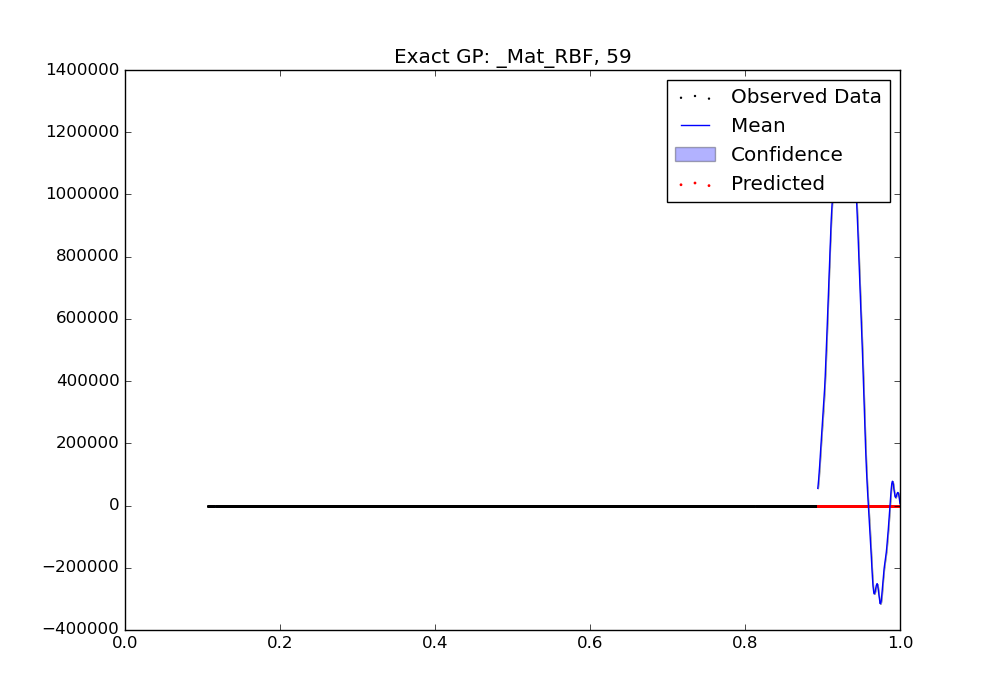 Exact GP: _Mat_RBF, 59
1400000
1200000
1000000
800000
600000
400000
200000
0
−200000
−400000
0.0 0.2 0.4 0.6 0.8 1.0
Observed Data
Mean
Confidence
Predicted